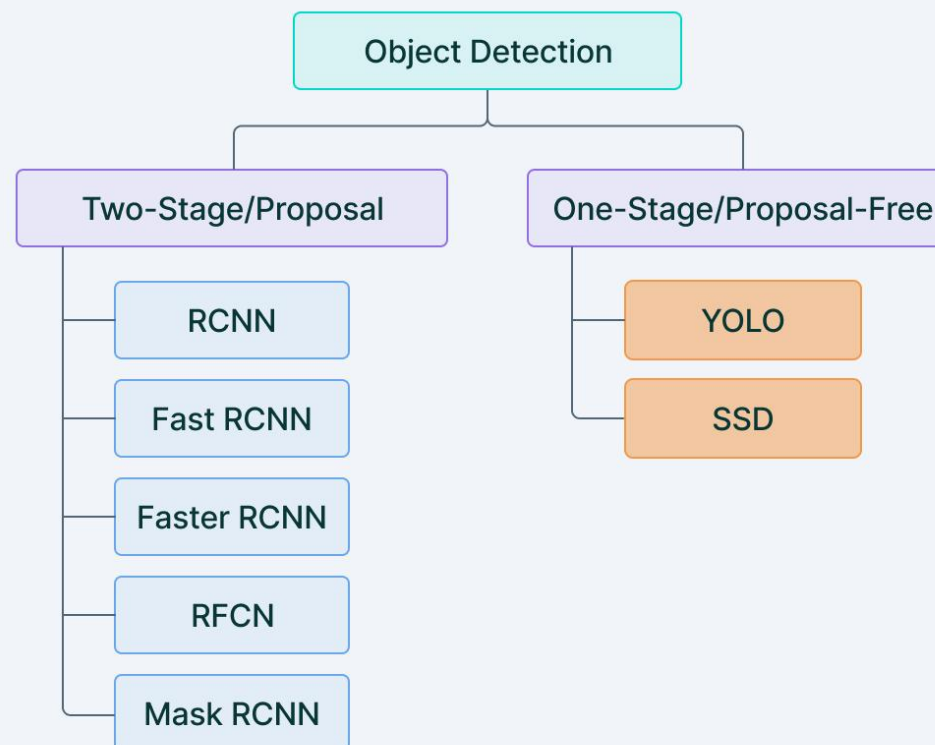 Object Detection
Two-Stage/Proposal
One-Stage/Proposal-Free
RCNN
YOLO
Fast RCNN
SSD
Faster RCNN
RFCN
Mask RCNN